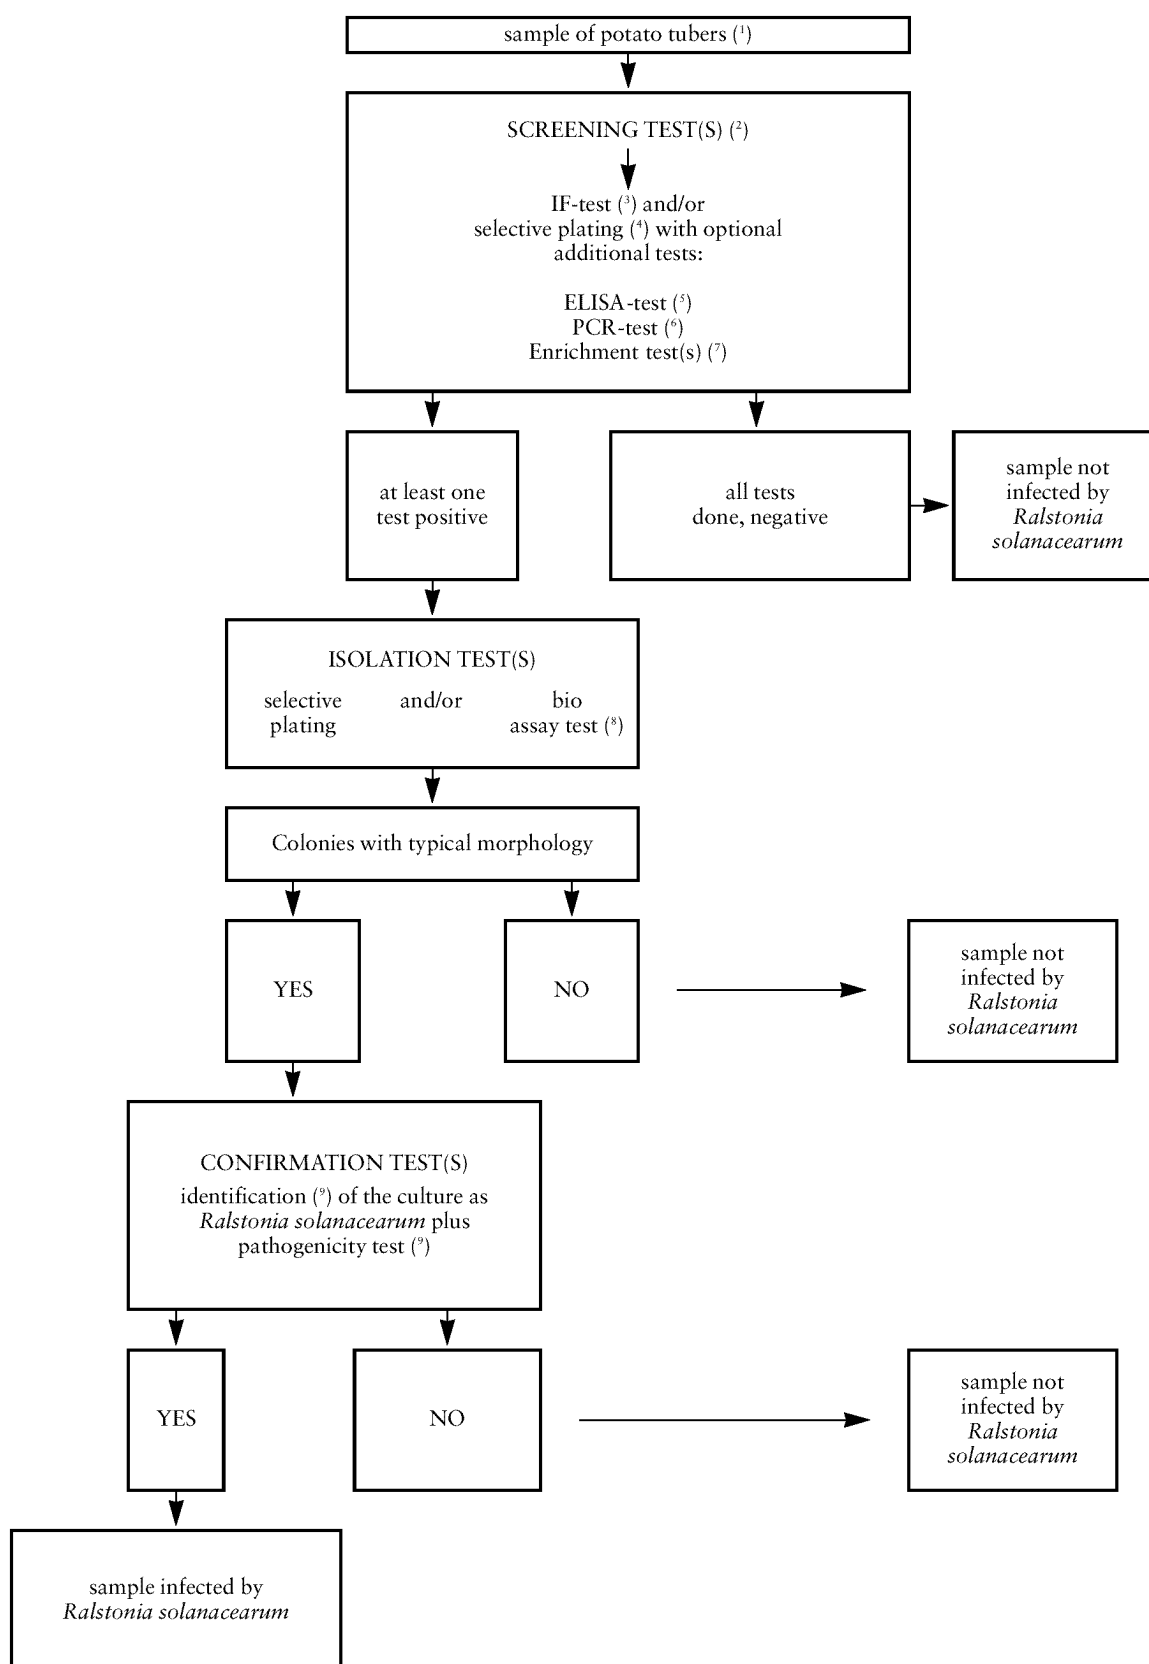 sample of potato tubers (¹)
SCREENING TEST(S) (²)
IF-test (³) and/or
selective plating (⁴) with optional
additional tests:
ELISA-test (⁵)
PCR-test (⁶)
Enrichment test(s) (⁷)
at least one
test positive
all tests
done, negative
sample not
infected by
Ralstonia
solanacearum
ISOLATION TEST(S)
selective
plating
and/or
bio
assay test (⁸)
Colonies with typical morphology
YES
NO
sample not
infected by
Ralstonia
solanacearum
CONFIRMATION TEST(S)
identification (⁹) of the culture as
Ralstonia solanacearum plus
pathogenicity test (⁹)
YES
NO
sample not
infected by
Ralstonia
solanacearum
sample infected by
Ralstonia solanacearum